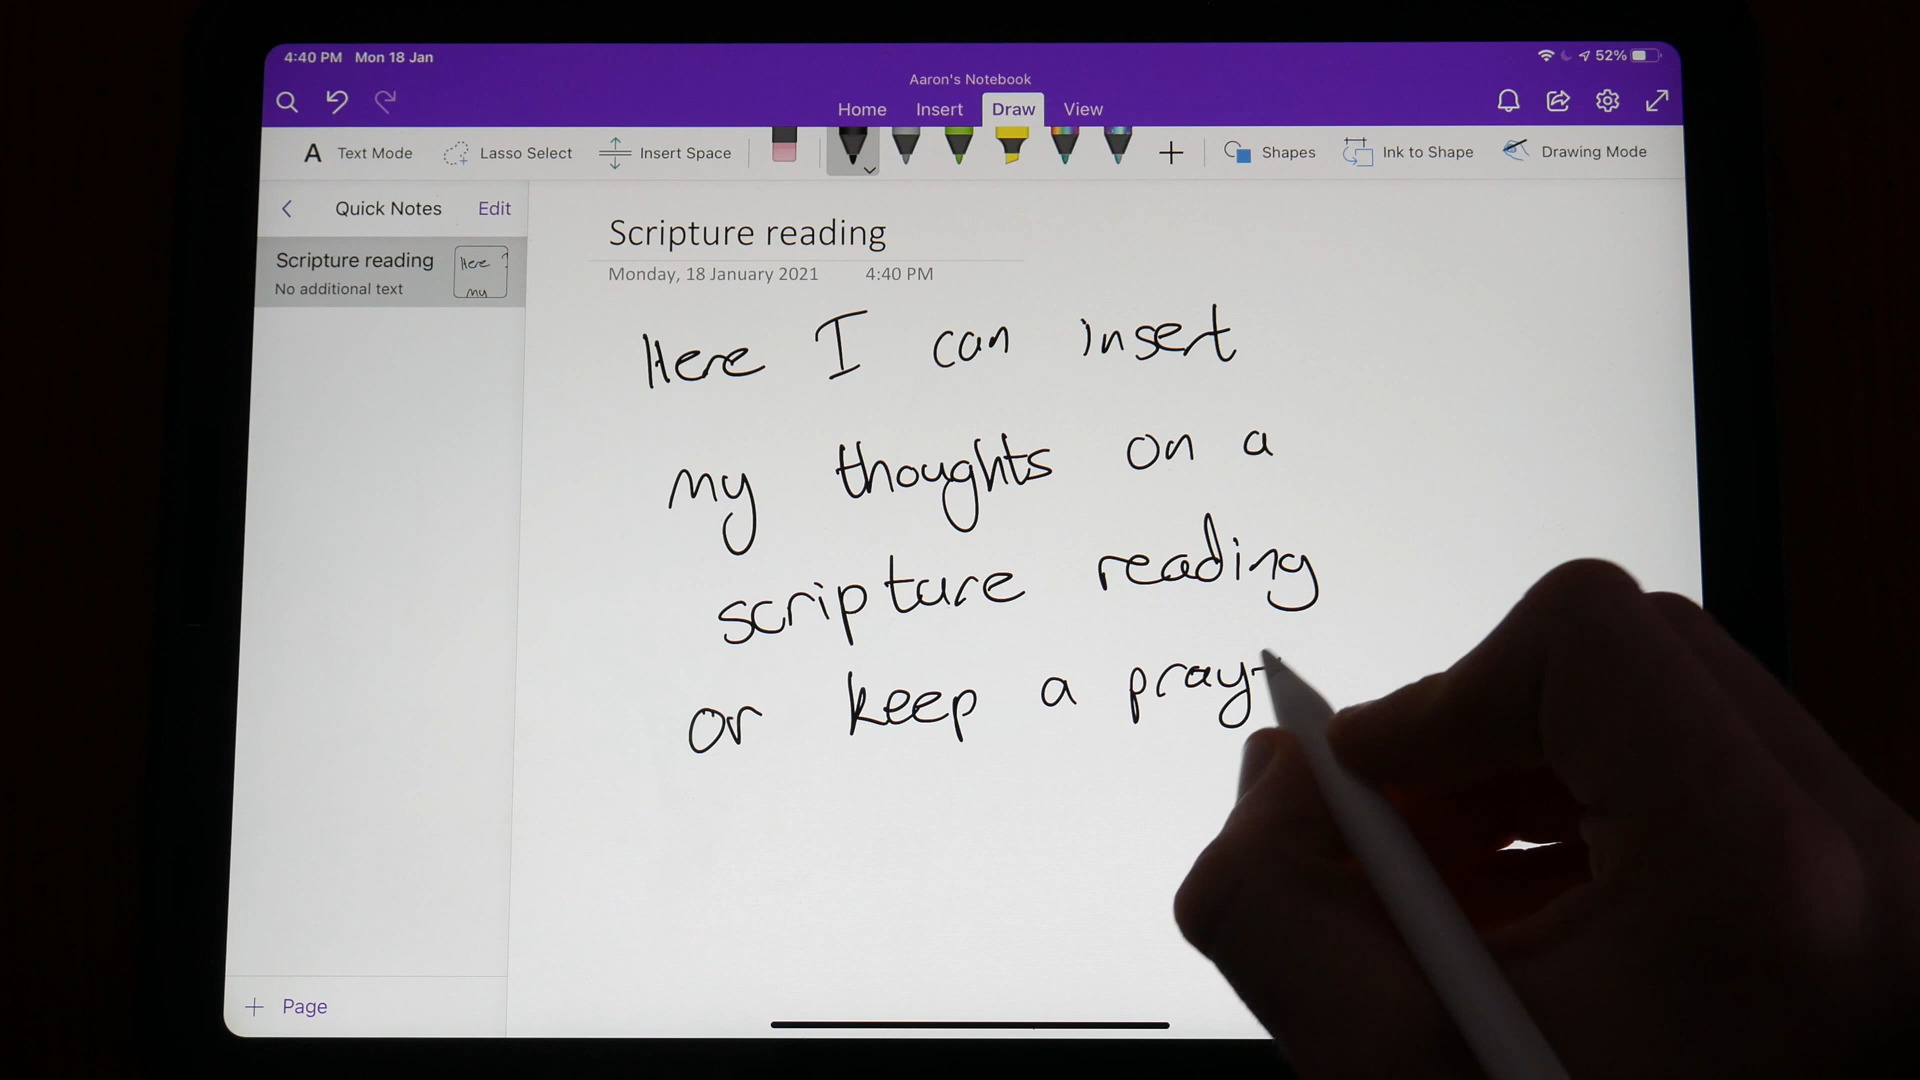 4:40 PM Mon 18 Jan
52%
Aaron's Notebook
Home Insert Draw View
A Text Mode Lasso Select Insert Space Shapes Ink to Shape Drawing Mode
Quick Notes Edit
Scripture reading
No additional text
Here
my
Scripture reading
Monday, 18 January 2021 4:40 PM
Here I can insert
my thoughts on a
scripture reading
or keep a pray
Page